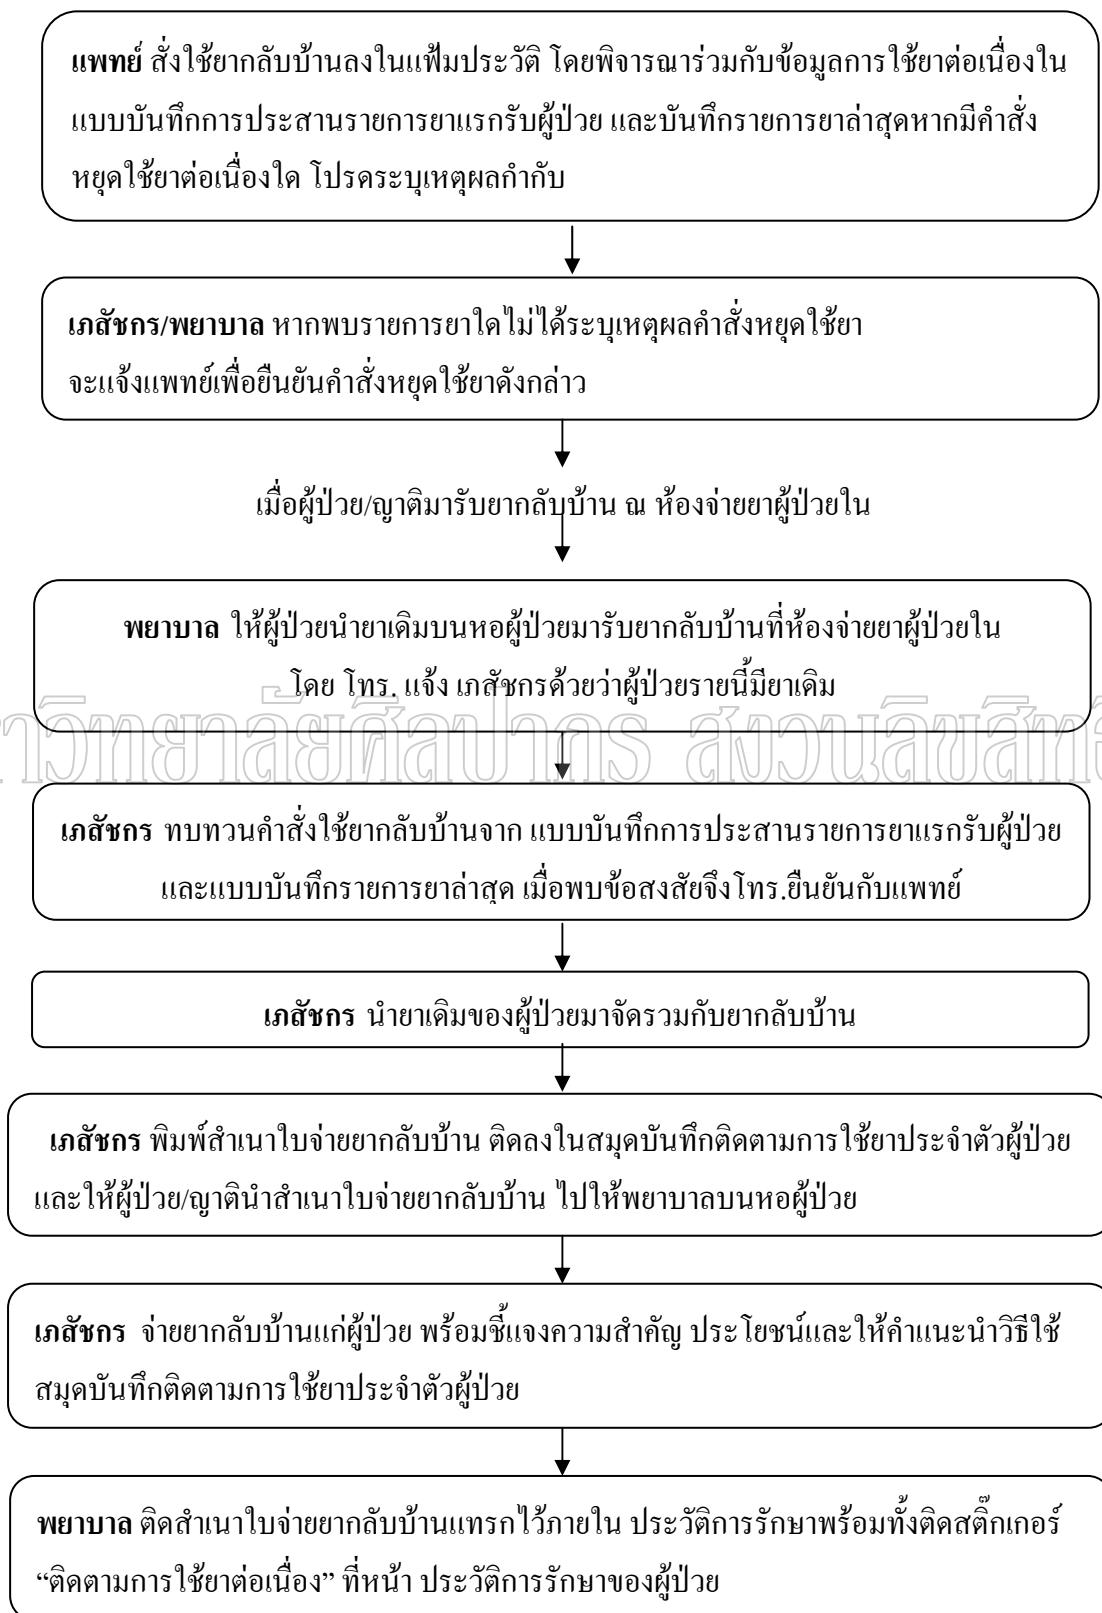 แพทย์ สั่งใช้ยากลับบ้านลงในแฟ้มประวัติ โดยพิจารณาร่วมกับข้อมูลการใช้ยาต่อเนื่องใน
แบบบันทึกการประสานรายการยาแรกรับผู้ป่วย และบันทึกรายการยาล่าสุดหากมีคำสั่ง
หยุดใช้ยาต่อเนื่องใด โปรดระบุเหตุผลกำกับ
เภสัชกร/พยาบาล หากพบรายการยาใดไม่ได้ระบุเหตุผลคำสั่งหยุดใช้ยา
จะแจ้งแพทย์เพื่อยืนยันคำสั่งหยุดใช้ยาดังกล่าว
เมื่อผู้ป่วย/ญาติมารับยากลับบ้าน ณ ห้องจ่ายยาผู้ป่วยใน
พยาบาล ให้ผู้ป่วยนำยาเดิมบนหอผู้ป่วยมารับยากลับบ้านที่ห้องจ่ายยาผู้ป่วยใน
โดย โทร. แจ้ง เภสัชกรด้วยว่าผู้ป่วยรายนี้มียาเดิม
าวิทยาลัยศิลปากร สงวนลิขสิทธิ
เภสัชกร ทบทวนคำสั่งใช้ยากลับบ้านจาก แบบบันทึกการประสานรายการยาแรกรับผู้ป่วย
และแบบบันทึกรายการยาล่าสุด เมื่อพบข้อสงสัยจึงโทร.ยืนยันกับแพทย์
เภสัชกร นำยาเดิมของผู้ป่วยมาจัดรวมกับยากลับบ้าน
เภสัชกร พิมพ์สำเนาใบจ่ายยากลับบ้าน ติดลงในสมุดบันทึกติดตามการใช้ยาประจำตัวผู้ป่วย
และให้ผู้ป่วย/ญาตินำสำเนาใบจ่ายยากลับบ้าน ไปให้พยาบาลบนหอผู้ป่วย
เภสัชกร จ่ายยากลับบ้านแก่ผู้ป่วย พร้อมชี้แจงความสำคัญ ประโยชน์และให้คำแนะนำวิธีใช้
สมุดบันทึกติดตามการใช้ยาประจำตัวผู้ป่วย
พยาบาล ติดสำเนาใบจ่ายยากลับบ้านแทรกไว้ภายใน ประวัติการรักษาพร้อมทั้งติดสติ๊กเกอร์
“ติดตามการใช้ยาต่อเนื่อง” ที่หน้า ประวัติการรักษาของผู้ป่วย